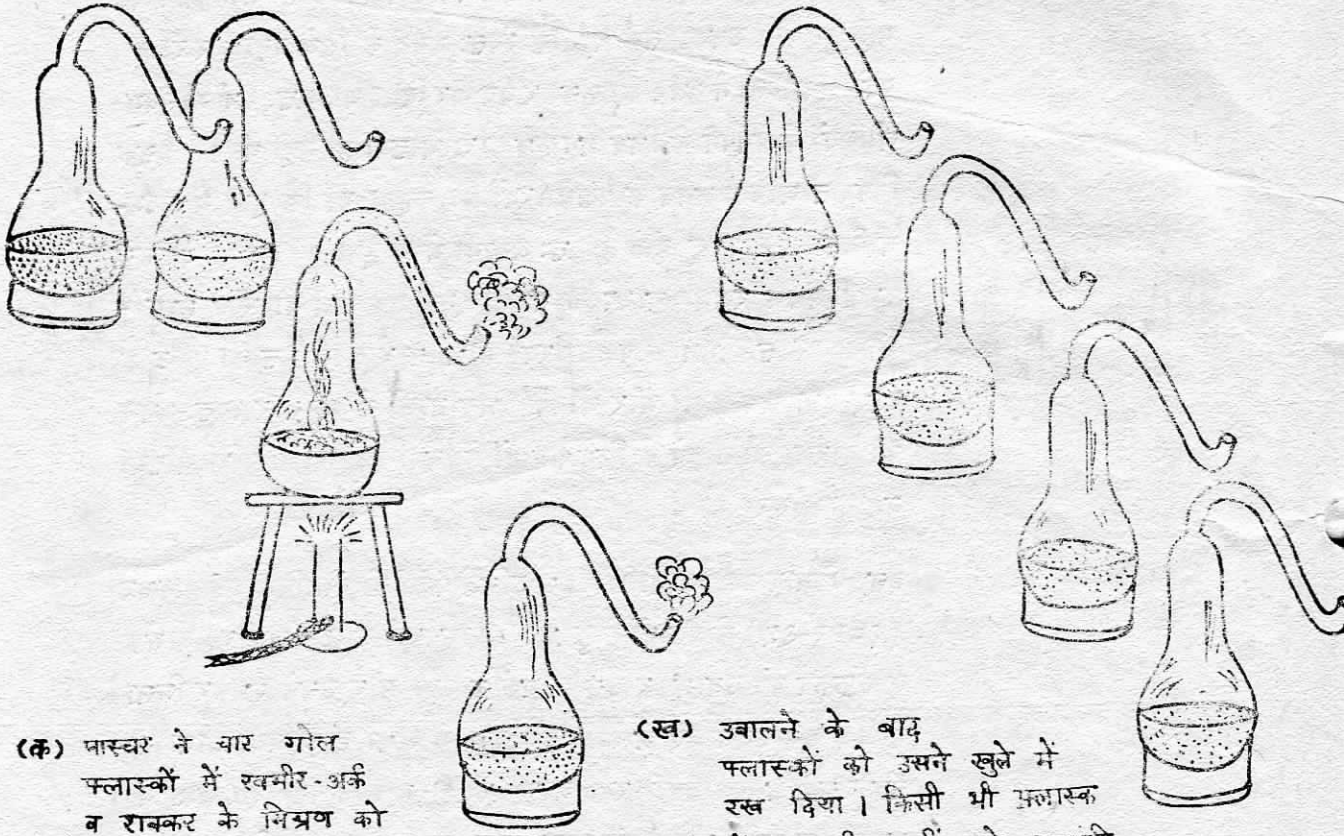 (क) पास्चर ने चार गोल
फ्लास्कों में खमीर-अर्क
व शक्कर के मिश्रण को
(ख) उबालने के बाद
फ्लास्कों को उसने खुले में
रख दिया। किसी भी फ्लास्क